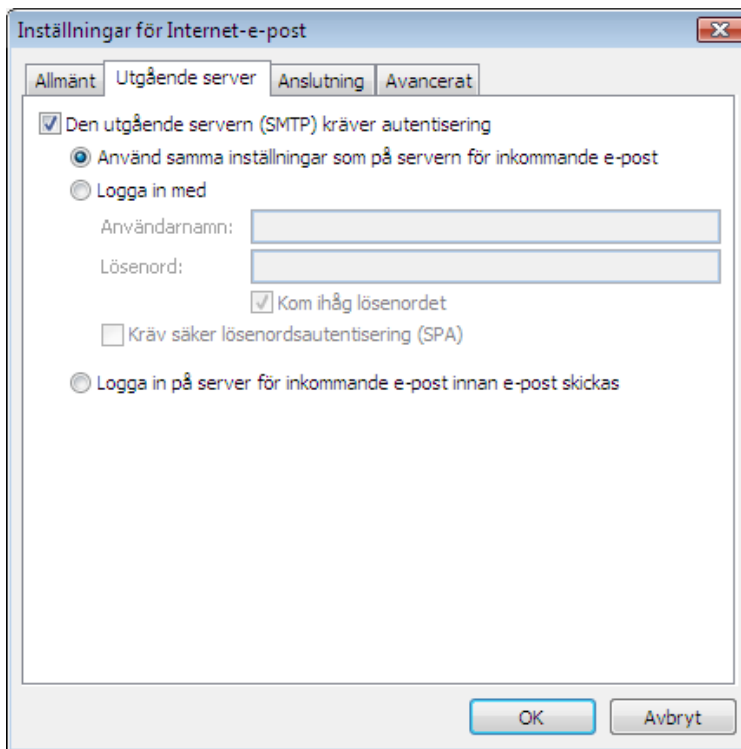 Inställningar för Internet-e-post
Allmänt Utgående server Anslutning Avancerat
Den utgående servern (SMTP) kräver autentisering
Använd samma inställningar som på servern för inkommande e-post
Logga in med
Användarnamn:
Lösenord:
Kom ihåg lösenordet
Kräv säker lösenordsautentisering (SPA)
Logga in på server för inkommande e-post innan e-post skickas
OK Avbryt